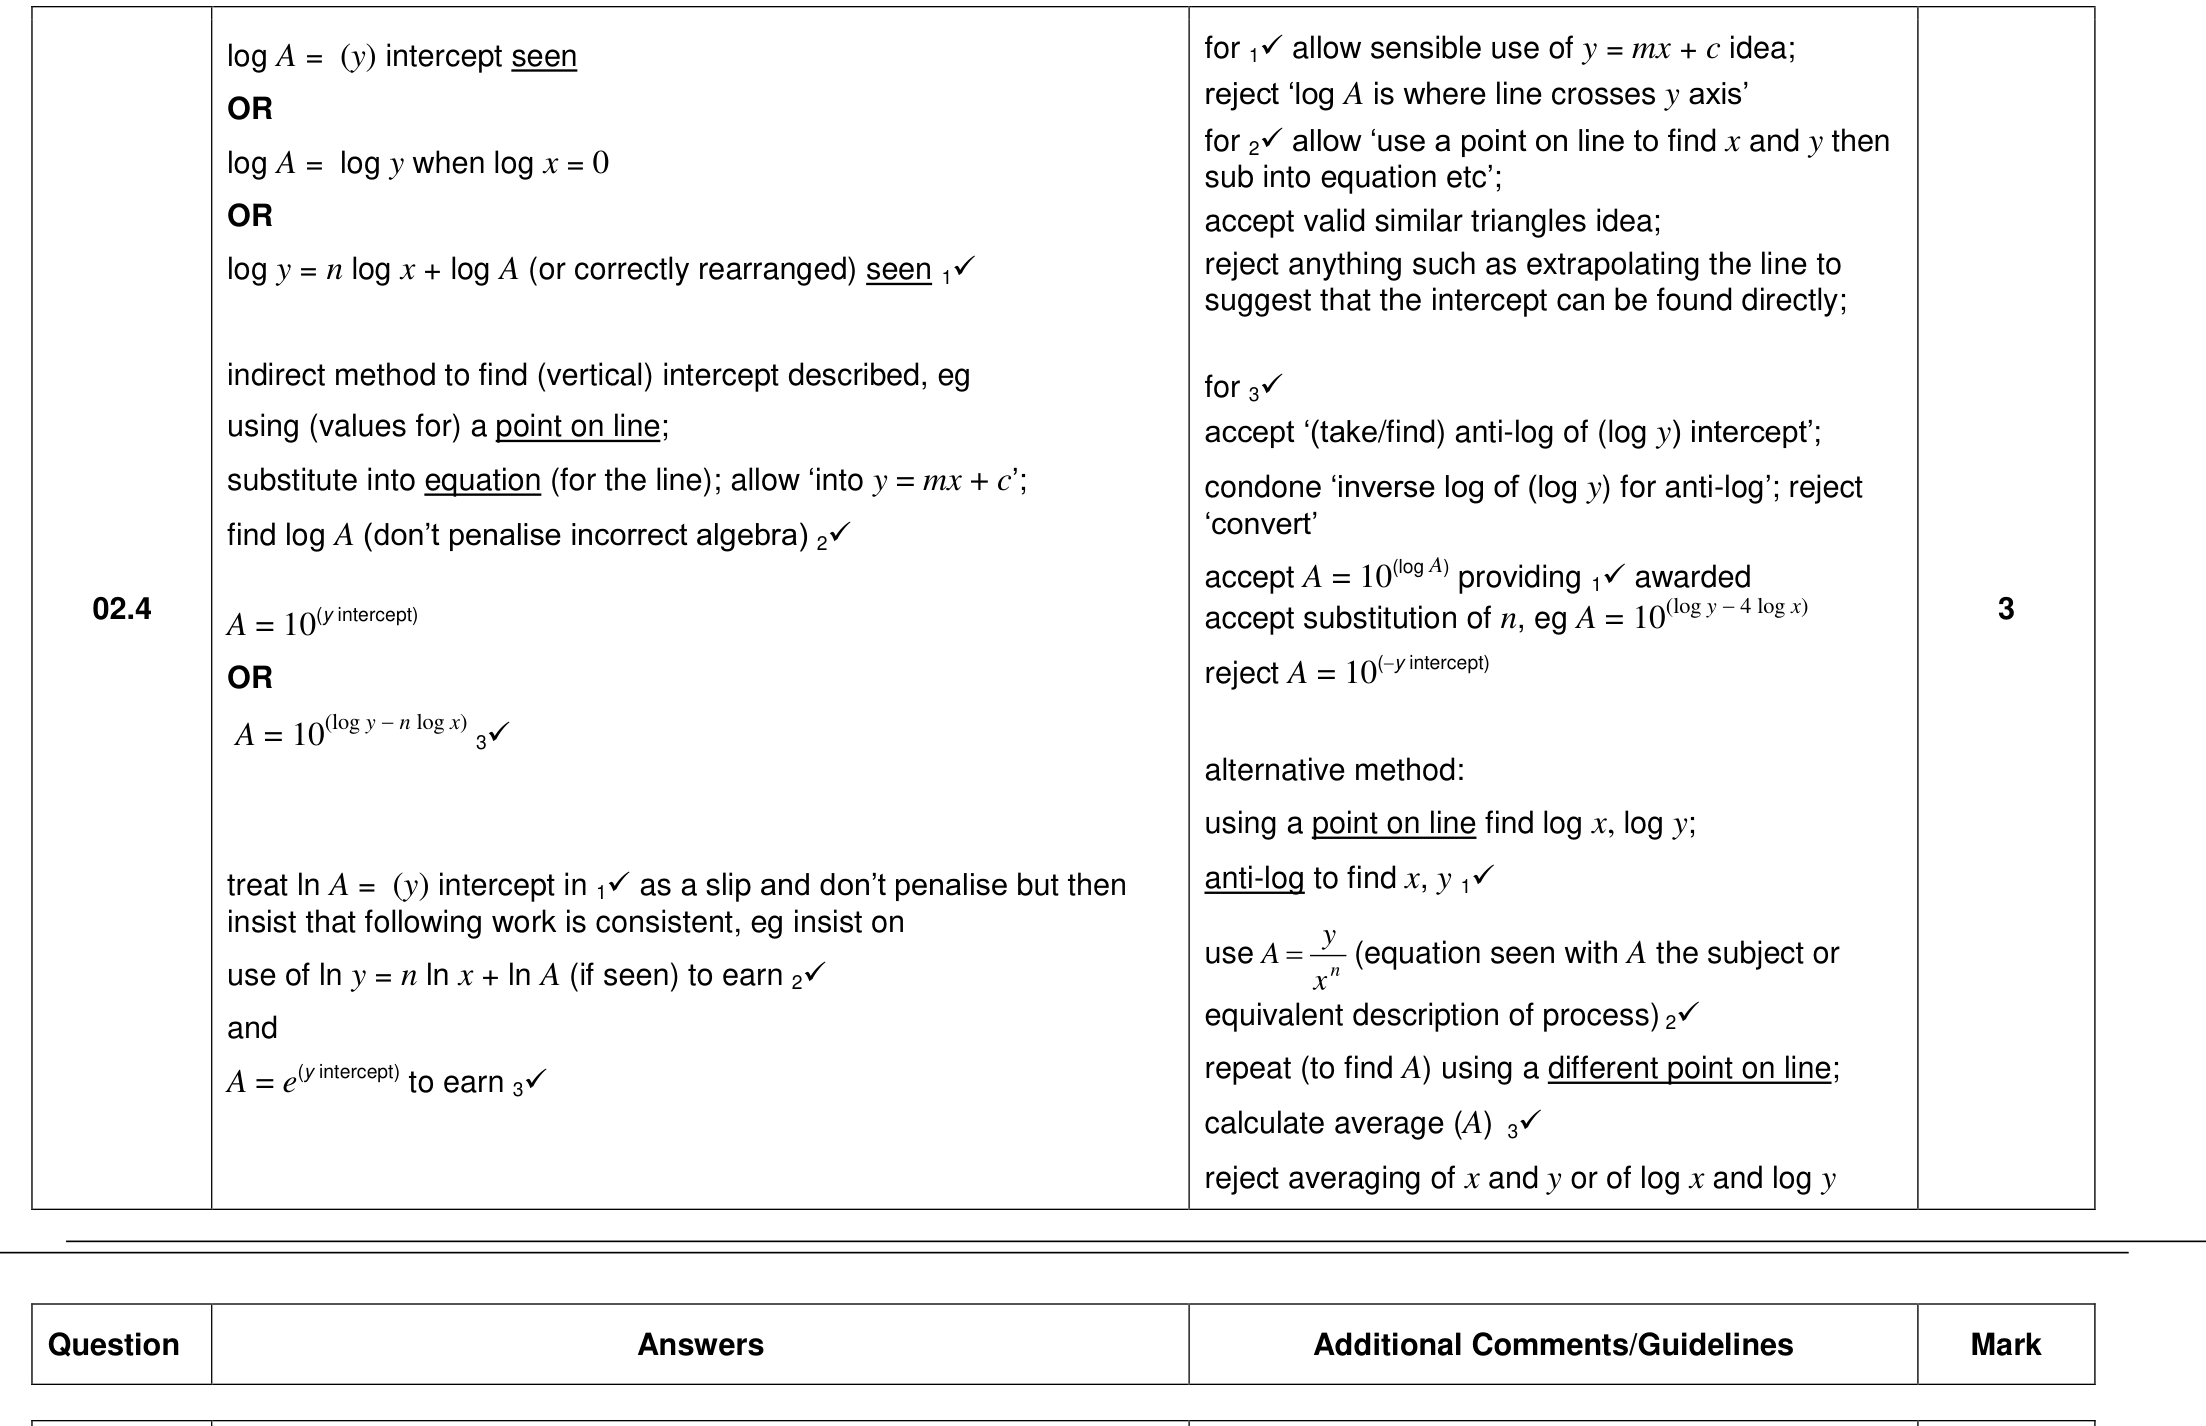 02.4
log A = (y) intercept seen
OR
log A = log y when log x = 0
OR
log y = n log x + log A (or correctly rearranged) seen ₁✓
indirect method to find (vertical) intercept described, eg
using (values for) a point on line;
substitute into equation (for the line); allow ‘into y = mx + c’;
find log A (don’t penalise incorrect algebra) ₂✓
A = 10^(y intercept)
OR
A = 10^(log y – n log x) ₃✓
treat ln A = (y) intercept in ₁✓ as a slip and don’t penalise but then
insist that following work is consistent, eg insist on
use of ln y = n ln x + ln A (if seen) to earn ₂✓
and
A = e^(y intercept) to earn ₃✓
for ₁✓ allow sensible use of y = mx + c idea;
reject ‘log A is where line crosses y axis’
for ₂✓ allow ‘use a point on line to find x and y then
sub into equation etc’;
accept valid similar triangles idea;
reject anything such as extrapolating the line to
suggest that the intercept can be found directly;
for ₃✓
accept ‘(take/find) anti-log of (log y) intercept’;
condone ‘inverse log of (log y) for anti-log’; reject
‘convert’
accept A = 10^(log A) providing ₁✓ awarded
accept substitution of n, eg A = 10^(log y – 4 log x)
reject A = 10^(–y intercept)
alternative method:
using a point on line find log x, log y;
anti-log to find x, y ₁✓
use A = y/x^n (equation seen with A the subject or
equivalent description of process) ₂✓
repeat (to find A) using a different point on line;
calculate average (A) ₃✓
reject averaging of x and y or of log x and log y
3
Question Answers Additional Comments/Guidelines Mark